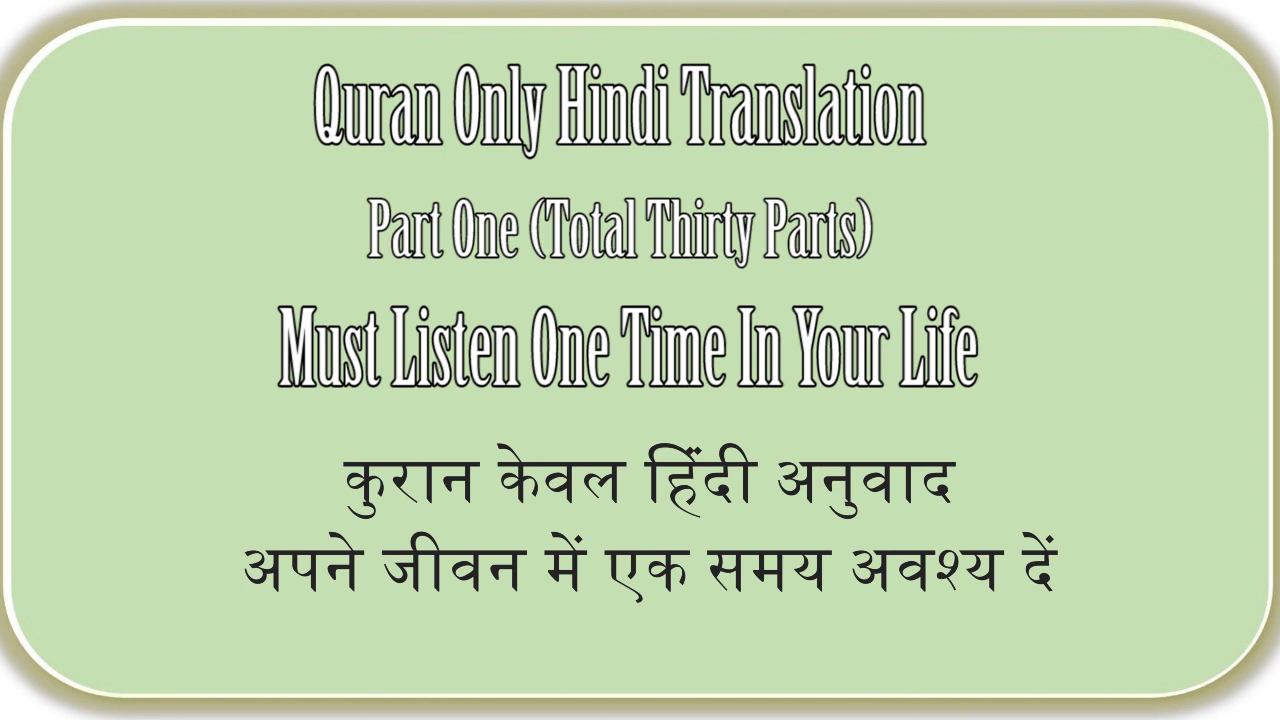 Quran Only Hindi Translation
Part One (Total Thirty Parts)
Must Listen One Time In Your Life
कुरान केवल हिंदी अनुवाद
अपने जीवन में एक समय अवश्य दें